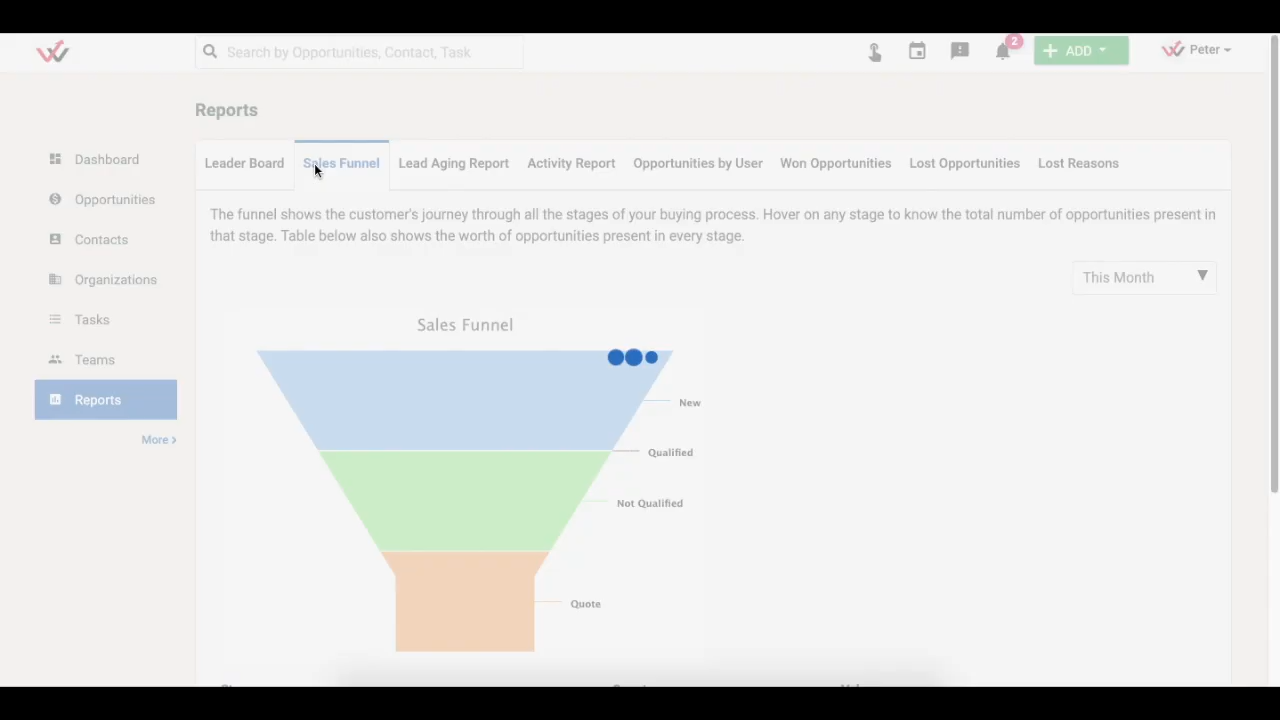 Search by Opportunities, Contact, Task
2
+ ADD
Peter
Reports
Leader Board
Sales Funnel
Lead Aging Report
Activity Report
Opportunities by User
Won Opportunities
Lost Opportunities
Lost Reasons
Dashboard
Opportunities
Contacts
Organizations
Tasks
Teams
Reports
More >
The funnel shows the customer's journey through all the stages of your buying process. Hover on any stage to know the total number of opportunities present in
that stage. Table below also shows the worth of opportunities present in every stage.
This Month
Sales Funnel
New
Qualified
Not Qualified
Quote